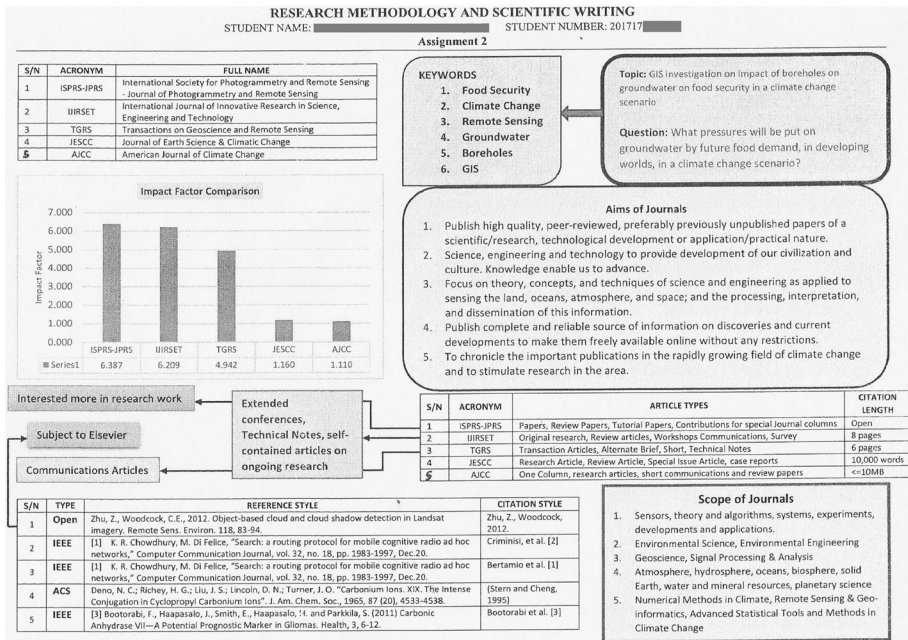 RESEARCH METHODOLOGY AND SCIENTIFIC WRITING
STUDENT NAME: STUDENT NUMBER: 201717
Assignment 2
S/N ACRONYM FULL NAME
1 ISPRS-JPRS International Society for Photogrammetry and Remote Sensing
- Journal of Photogrammetry and Remote Sensing
2 IJIRSET International Journal of Innovative Research in Science,
Engineering and Technology
3 TGRS Transactions on Geoscience and Remote Sensing
4 JESCC Journal of Earth Science & Climatic Change
5 AJCC American Journal of Climate Change
KEYWORDS
1. Food Security
2. Climate Change
3. Remote Sensing
4. Groundwater
5. Boreholes
6. GIS
Topic: GIS investigation on impact of boreholes on
groundwater on food security in a climate change
scenario
Question: What pressures will be put on
groundwater by future food demand, in developing
worlds, in a climate change scenario?
Impact Factor Comparison
Impact Factor
7.000
6.000
5.000
4.000
3.000
2.000
1.000
0.000
ISPRS-JPRS IJIRSET TGRS JESCC AJCC
Series1 6.387 6.209 4.942 1.160 1.110
Aims of Journals
1. Publish high quality, peer-reviewed, preferably previously unpublished papers of a
scientific/research, technological development or application/practical nature.
2. Science, engineering and technology to provide development of our civilization and
culture. Knowledge enable us to advance.
3. Focus on theory, concepts, and techniques of science and engineering as applied to
sensing the land, oceans, atmosphere, and space; and the processing, interpretation,
and dissemination of this information.
4. Publish complete and reliable source of information on discoveries and current
developments to make them freely available online without any restrictions.
5. To chronicle the important publications in the rapidly growing field of climate change
and to stimulate research in the area.
Interested more in research work
Subject to Elsevier
Communications Articles
Extended
conferences,
Technical Notes, self-
contained articles on
ongoing research
S/N ACRONYM ARTICLE TYPES CITATION
LENGTH
1 ISPRS-JPRS Papers, Review Papers, Tutorial Papers, Contributions for special Journal columns Open
2 IJIRSET Original research, Review articles, Workshops Communications, Survey 8 pages
3 TGRS Transaction Articles, Alternate Brief, Short, Technical Notes 6 pages
4 JESCC Research Article, Review Article, Special Issue Article, case reports 10,000 words
5 AJCC One Column, research articles, short communications and review papers <=10MB
S/N TYPE REFERENCE STYLE CITATION STYLE
1 Open Zhu, Z., Woodcock, C.E., 2012. Object-based cloud and cloud shadow detection in Landsat
imagery. Remote Sens. Environ. 118, 83-94. Zhu, Z., Woodcock,
2012.
2 IEEE [1] K. R. Chowdhury, M. Di Felice, "Search: a routing protocol for mobile cognitive radio ad hoc
networks," Computer Communication Journal, vol. 32, no. 18, pp. 1983-1997, Dec.20. Criminisi, et al. [2]
3 IEEE [1] K. R. Chowdhury, M. Di Felice, "Search: a routing protocol for mobile cognitive radio ad hoc
networks," Computer Communication Journal, vol. 32, no. 18, pp. 1983-1997, Dec.20. Bertamio et al. [1]
4 ACS Deno, N. C.; Richey, H. G.; Liu, J. S.; Lincoln, D. N.; Turner, J. O. "Carbonium Ions. XIX. The Intense
Conjugation in Cyclopropyl Carbonium Ions". J. Am. Chem. Soc., 1965, 87 (20), 4533-4538. (Stern and Cheng,
1995)
5 IEEE [3] Bootorabi, F., Haapasalo, J., Smith, E., Haapasalo, H. and Parkkila, S. (2011) Carbonic
Anhydrase VII—A Potential Prognostic Marker in Gliomas. Health, 3, 6-12. Bootorabi et al. [3]
Scope of Journals
1. Sensors, theory and algorithms, systems, experiments,
developments and applications.
2. Environmental Science, Environmental Engineering
3. Geoscience, Signal Processing & Analysis
4. Atmosphere, hydrosphere, oceans, biosphere, solid
Earth, water and mineral resources, planetary science
5. Numerical Methods in Climate, Remote Sensing & Geo-
informatics, Advanced Statistical Tools and Methods in
Climate Change